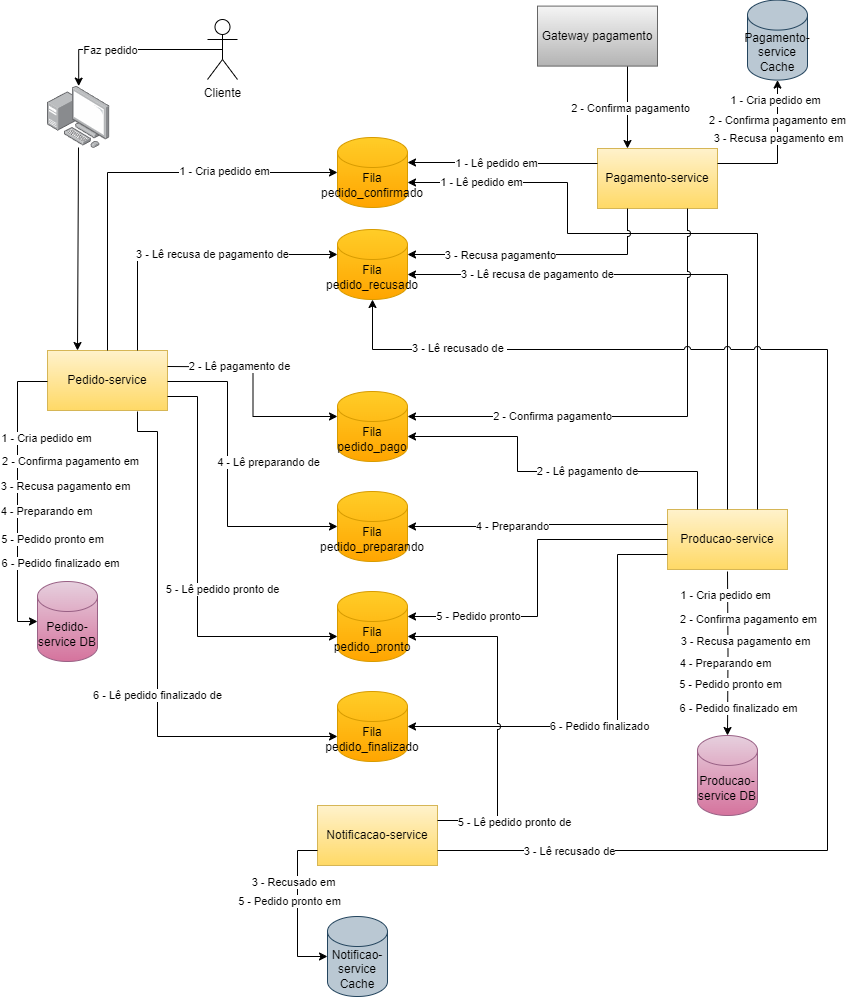 Faz pedido
Cliente
Gateway pagamento
Pagamento-
service
Cache
2 - Confirma pagamento
1 - Cria pedido em
2 - Confirma pagamento em
3 - Recusa pagamento em
1 - Cria pedido em
Fila
pedido_confirmado
1 - Lê pedido em
1 - Lê pedido em
Pagamento-service
3 - Lê recusa de pagamento de
Fila
pedido_recusado
3 - Recusa pagamento
3 - Lê recusa de pagamento de
3 - Lê recusado de
Pedido-service
2 - Lê pagamento de
Fila
pedido_pago
2 - Confirma pagamento
2 - Lê pagamento de
1 - Cria pedido em
2 - Confirma pagamento em
3 - Recusa pagamento em
4 - Preparando em
5 - Pedido pronto em
6 - Pedido finalizado em
4 - Lê preparando de
Fila
pedido_preparando
4 - Preparando
Producao-service
5 - Lê pedido pronto de
Fila
pedido_pronto
5 - Pedido pronto
Pedido-
service DB
1 - Cria pedido em
2 - Confirma pagamento em
3 - Recusa pagamento em
4 - Preparando em
5 - Pedido pronto em
6 - Pedido finalizado em
6 - Lê pedido finalizado de
Fila
pedido_finalizado
6 - Pedido finalizado
Producao-
service DB
Notificacao-service
5 - Lê pedido pronto de
3 - Lê recusado de
3 - Recusado em
5 - Pedido pronto em
Notificao-
service
Cache